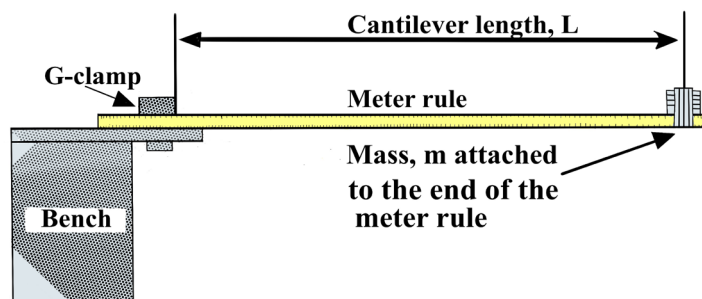 Cantilever length, L
G-clamp
Meter rule
Mass, m attached
to the end of the
meter rule
Bench